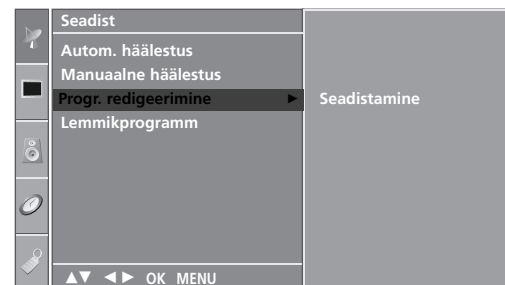 Seadist
Autom. häälestus
Manuaalne häälestus
Progr. redigeerimine ►
Seadistamine
Lemmikprogramm
▲▼ ◄► OK MENU